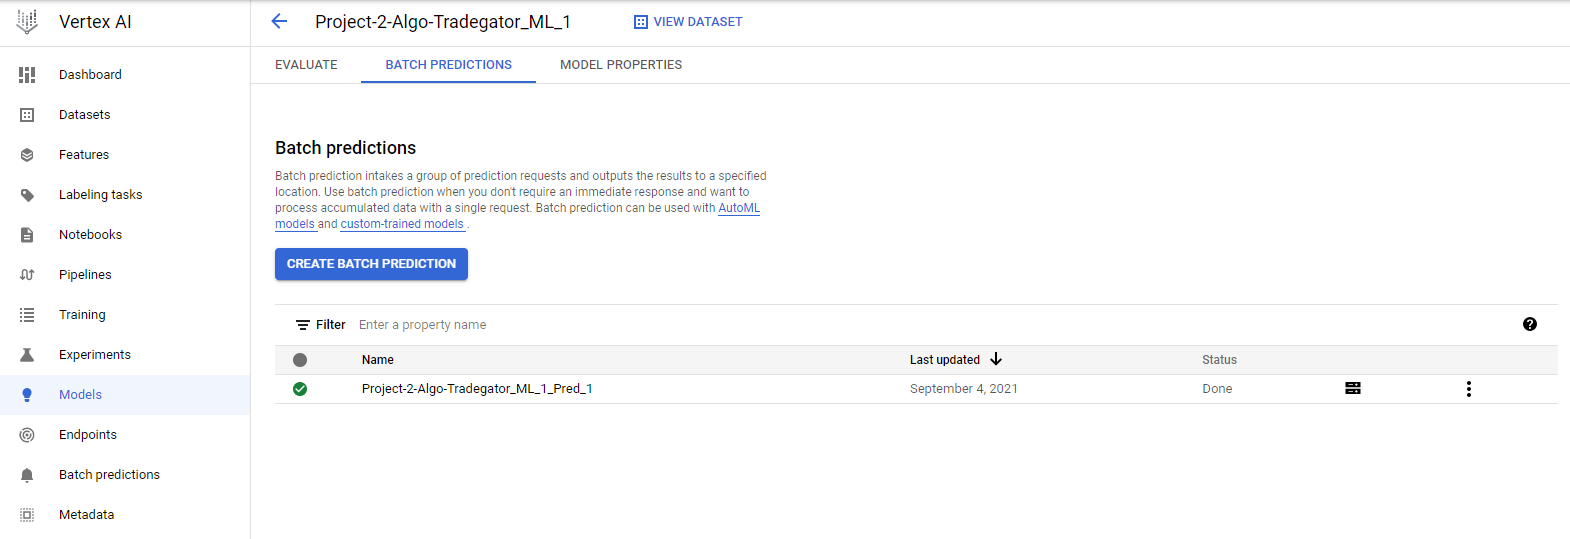 Vertex AI
Project-2-Algo-Tradegator_ML_1
VIEW DATASET
Dashboard
Datasets
Features
Labeling tasks
Notebooks
Pipelines
Training
Experiments
Models
Endpoints
Batch predictions
Metadata
EVALUATE
BATCH PREDICTIONS
MODEL PROPERTIES
Batch predictions
Batch prediction intakes a group of prediction requests and outputs the results to a specified
location. Use batch prediction when you don't require an immediate response and want to
process accumulated data with a single request. Batch prediction can be used with AutoML
models and custom-trained models .
CREATE BATCH PREDICTION
Filter Enter a property name
Name Last updated Status
Project-2-Algo-Tradegator_ML_1_Pred_1 September 4, 2021 Done